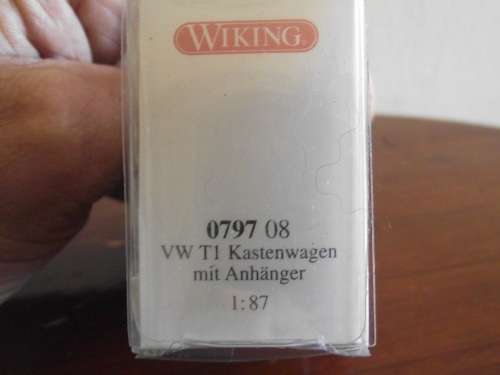 WIKING
0797 08
VW T1 Kastenwagen
mit Anhänger
1:87